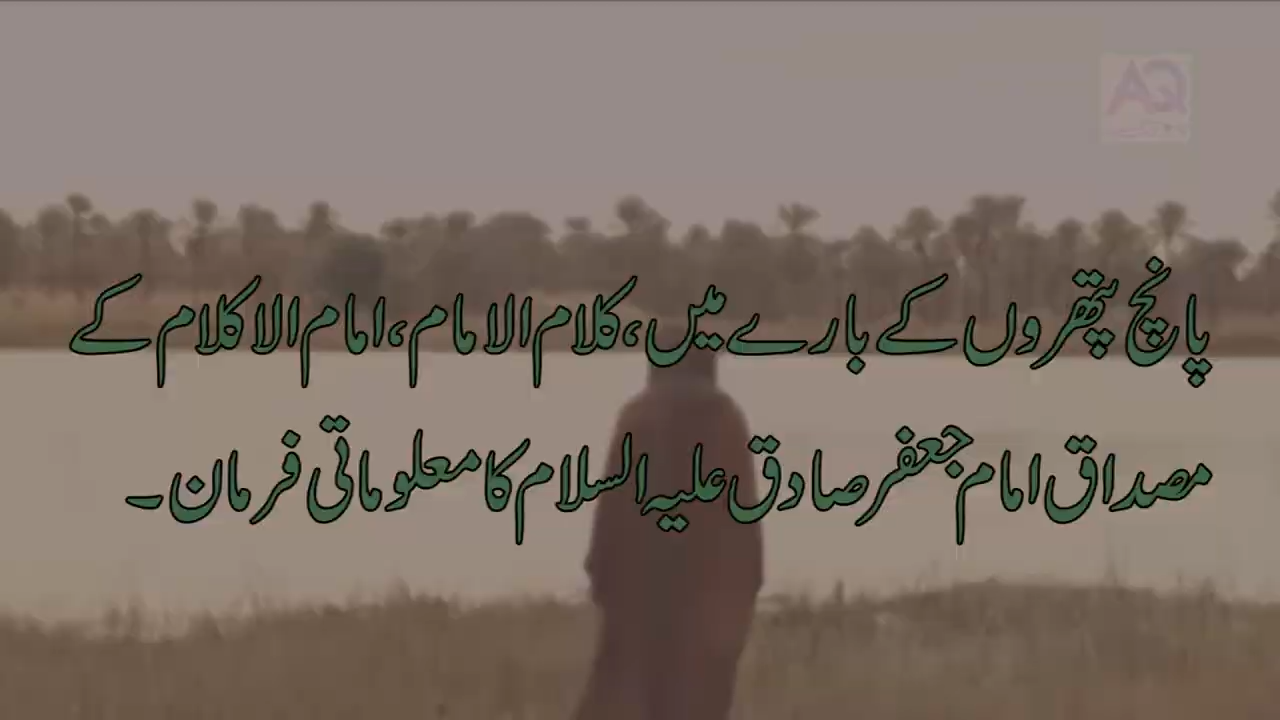 پانچ پتھروں کے بارے میں، کلام الامام، امام الاکلام کے
مصداق امام جعفر صادق علیہ السلام کا معلوماتی فرمان۔
AQ